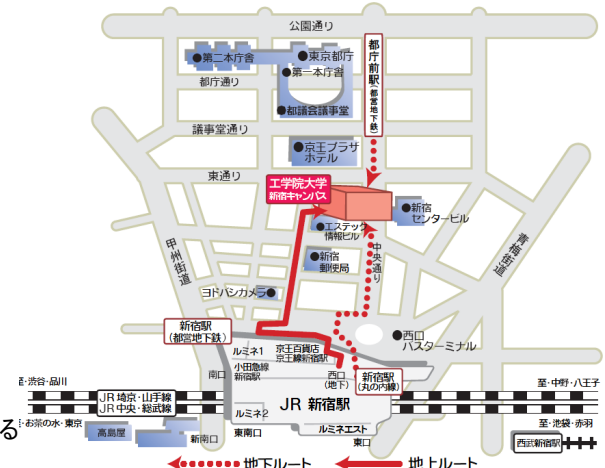 公園通り
●第二本庁舎
●東京都庁
●第一本庁舎
都庁通り
●都議会議事堂
都庁前駅(都営地下鉄)
議事堂通り
●京王プラザ
ホテル
東通り
工学院大学
新宿キャンパス
●新宿
センタービル
●エステック
情報ビル
中央通り
●新宿
郵便局
甲州街道
青梅街道
ヨドバシカメラ●
新宿駅
(都営地下鉄)
●西口
バスターミナル
ルミネ1
京王百貨店
京王線新宿駅
小田急線
新宿駅
南口
西口
(地下)
新宿駅
(丸の内線)
至・渋谷・品川
至・中野・八王子
JR 埼京・山手線
JR 中央・総武線
JR 新宿駅
・お茶の水・東京
至・池袋・赤羽
る
高島屋
新南口
ルミネ2
東南口
ルミネエスト
東口
西武新宿駅
地下ルート
地上ルート